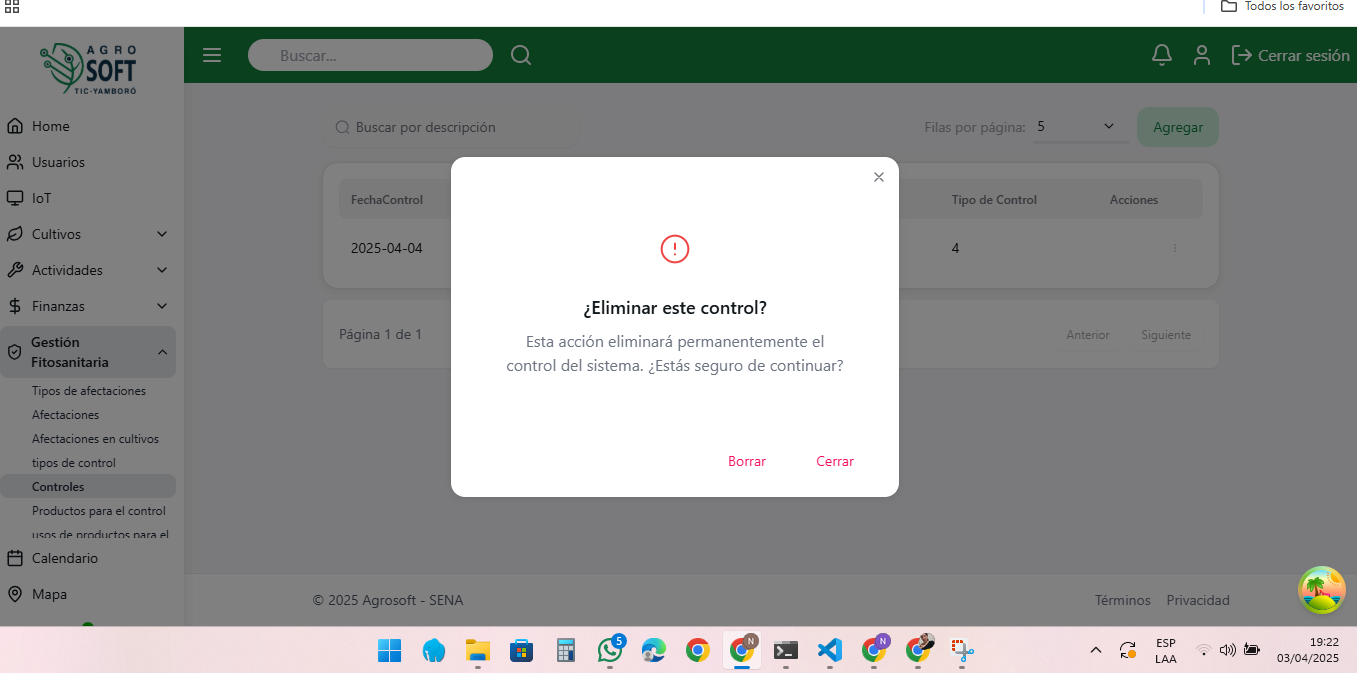 Todos los favoritos
AGRO
SOFT
TIC-YAMBORÓ
Buscar...
Cerrar sesión
Home
Usuarios
IoT
Cultivos
Actividades
Finanzas
Gestión
Fitosanitaria
Tipos de afectaciones
Afectaciones
Afectaciones en cultivos
tipos de control
Controles
Productos para el control
usos de productos para el
Calendario
Mapa
Buscar por descripción
Filas por página: 5
Agregar
FechaControl
Tipo de Control
Acciones
2025-04-04
4
Página 1 de 1
Anterior
Siguiente
¿Eliminar este control?
Esta acción eliminará permanentemente el
control del sistema. ¿Estás seguro de continuar?
Borrar
Cerrar
© 2025 Agrosoft - SENA
Términos
Privacidad
5
N
N
ESP
LAA
19:22
03/04/2025